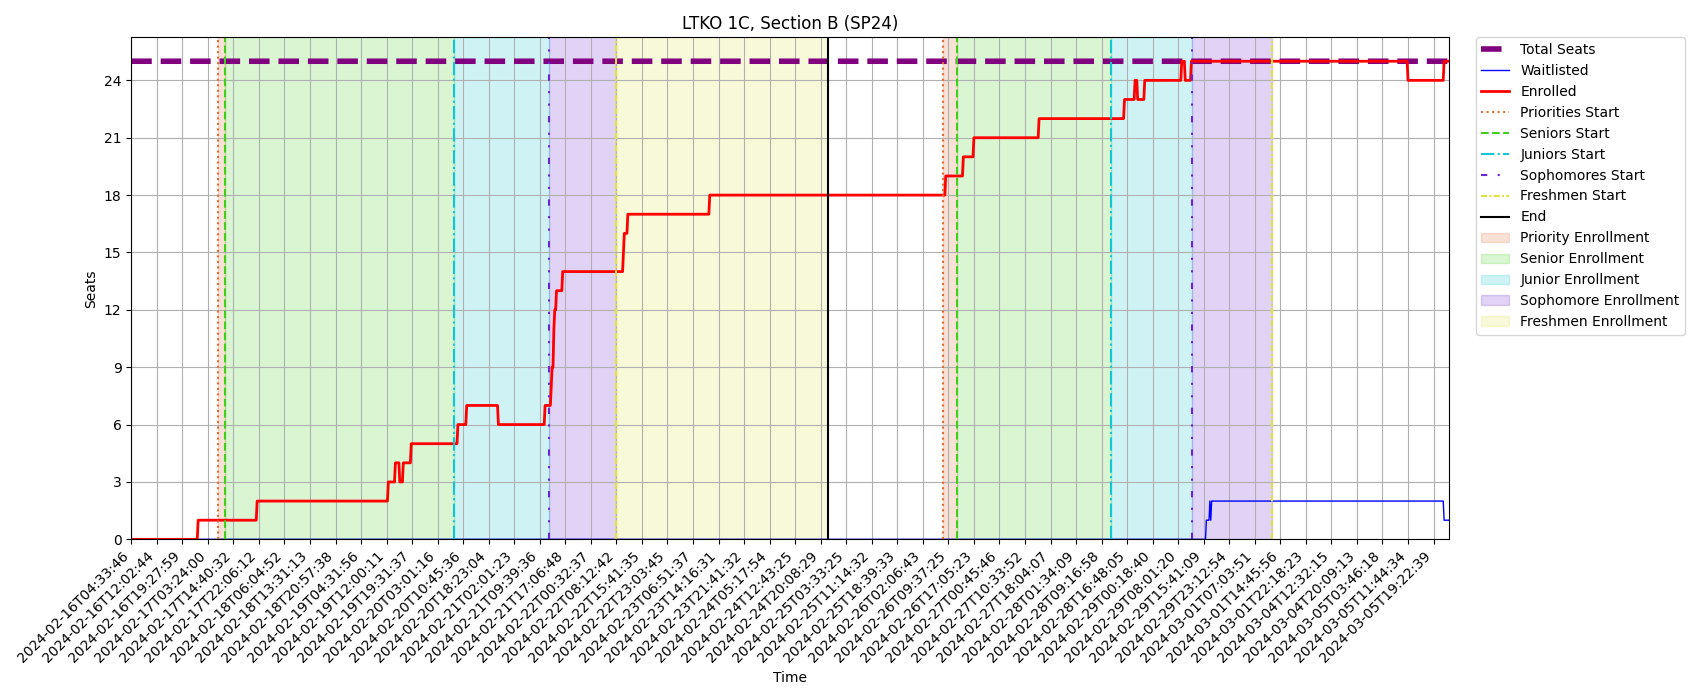 LTKO 1C, Section B (SP24)
Seats
24
21
18
15
12
9
6
3
0
2024-02-16T04:33:46
2024-02-16T12:02:44
2024-02-16T19:27:59
2024-02-17T03:24:00
2024-02-17T14:40:32
2024-02-17T22:06:12
2024-02-18T06:04:52
2024-02-18T13:31:13
2024-02-18T20:57:38
2024-02-19T04:31:56
2024-02-19T12:00:11
2024-02-19T19:31:37
2024-02-20T03:01:16
2024-02-20T10:45:36
2024-02-20T18:23:04
2024-02-21T02:01:23
2024-02-21T09:39:36
2024-02-21T17:06:48
2024-02-22T00:32:37
2024-02-22T08:12:42
2024-02-22T15:41:35
2024-02-22T23:03:45
2024-02-23T06:51:37
2024-02-23T14:16:31
2024-02-23T21:41:32
2024-02-24T05:17:54
2024-02-24T12:43:25
2024-02-24T20:08:29
2024-02-25T03:33:25
2024-02-25T11:14:32
2024-02-25T18:39:33
2024-02-26T02:06:43
2024-02-26T09:37:23
2024-02-26T17:05:23
2024-02-27T00:45:46
2024-02-27T10:33:52
2024-02-27T18:04:07
2024-02-28T01:34:09
2024-02-28T09:16:58
2024-02-28T16:48:05
2024-02-29T00:18:40
2024-02-29T08:01:20
2024-02-29T15:41:09
2024-02-29T23:12:54
2024-03-01T07:03:51
2024-03-01T14:45:56
2024-03-01T22:18:23
2024-03-04T12:32:15
2024-03-04T20:09:13
2024-03-05T03:46:18
2024-03-05T11:44:34
2024-03-05T19:22:39
Time
Total Seats
Waitlisted
Enrolled
Priorities Start
Seniors Start
Juniors Start
Sophomores Start
Freshmen Start
End
Priority Enrollment
Senior Enrollment
Junior Enrollment
Sophomore Enrollment
Freshmen Enrollment